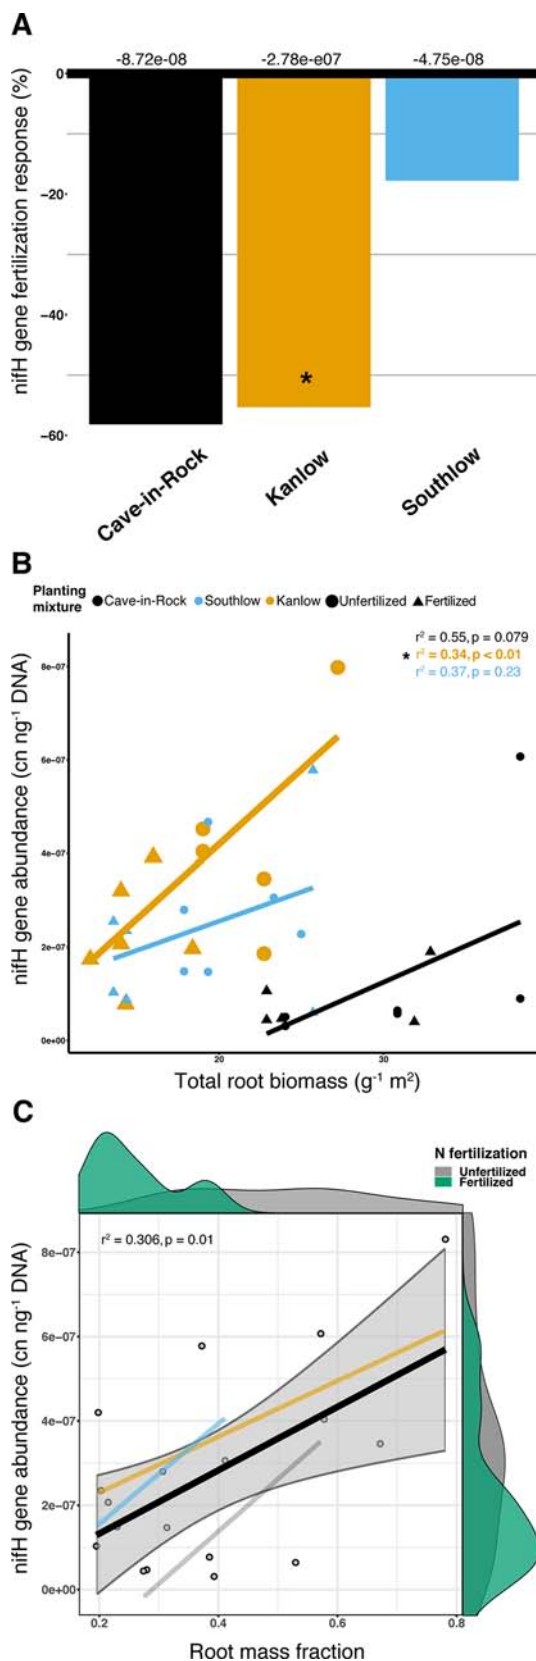 A
-8.72e-08 -2.78e-e07 -4.75e-08
nifH gene fertilization response (%)
0
−20
−40
−60
*
Cave-in-Rock Kanlow Southlow
B
Planting mixture Cave-in-Rock Southlow Kanlow Unfertilized Fertilized
r² = 0.55, p = 0.079
* r² = 0.34, p < 0.01
r² = 0.37, p = 0.23
nifH gene abundance (cn ng⁻¹ DNA)
8e-07
6e-07
4e-07
2e-07
0e+00
20 30
Total root biomass (g⁻¹ m²)
C
N fertilization
Unfertilized
Fertilized
r² = 0.306, p = 0.01
nifH gene abundance (cn ng⁻¹ DNA)
8e−07
6e−07
4e−07
2e−07
0e+00
0.2 0.4 0.6 0.8
Root mass fraction